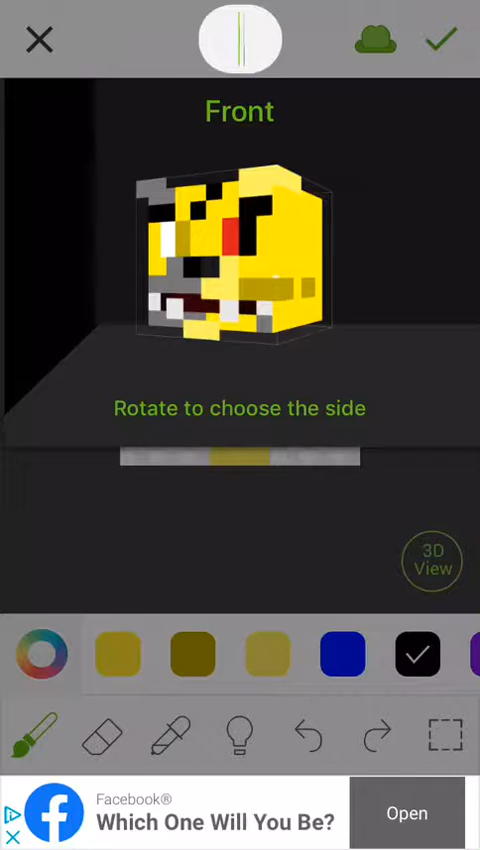 Front
Rotate to choose the side
3D
View
Facebook®
Which One Will You Be?
Open